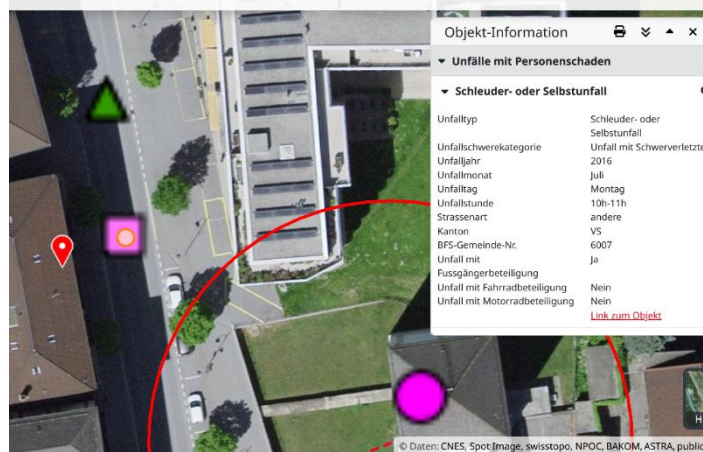 Objekt-Information
Unfälle mit Personenschaden
Schleuder- oder Selbstunfall
Unfalltyp Schleuder- oder
Selbstunfall
Unfallschwerekategorie Unfall mit Schwerverletzte
Unfalljahr 2016
Unfallmonat Juli
Unfalltag Montag
Unfallstunde 10h-11h
Strassenart andere
Kanton VS
BFS-Gemeinde-Nr. 6007
Unfall mit Ja
Fussgängerbeteiligung
Unfall mit Fahrradbeteiligung Nein
Unfall mit Motorradbeteiligung Nein
Link zum Objekt
H
© Daten: CNES, Spot Image, swisstopo, NPOC, BAKOM, ASTRA, public